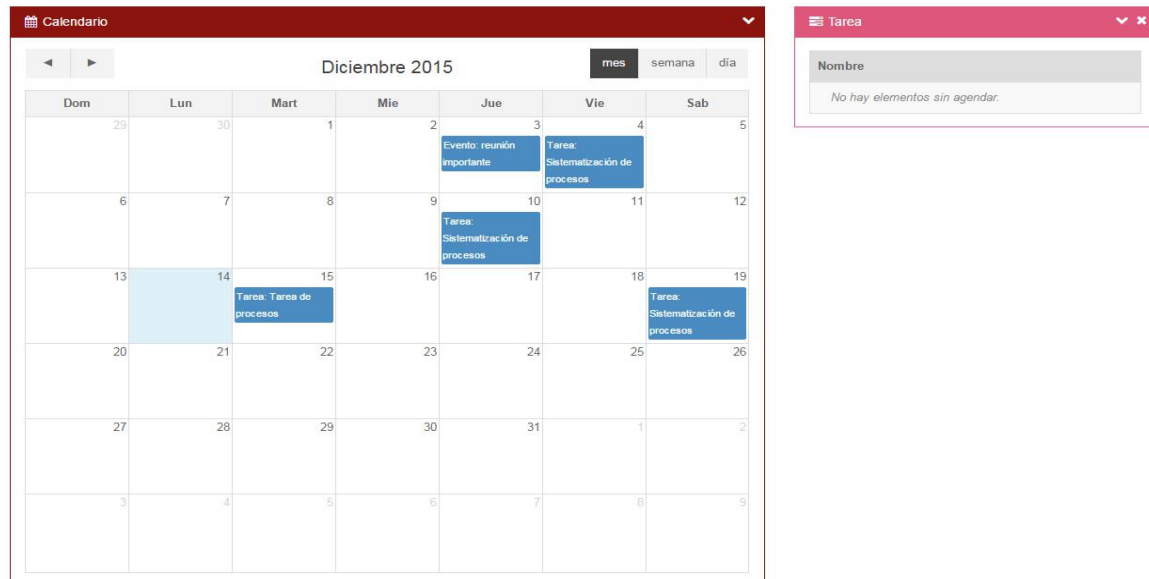 Calendario
Diciembre 2015
mes semana día
Dom Lun Mart Mie Jue Vie Sab
29 30 1 2 3 4 5
Evento: reunión
importante
Tarea:
Sistematización de
procesos
6 7 8 9 10 11 12
Tarea:
Sistematización de
procesos
13 14 15 16 17 18 19
Tarea: Tarea de
procesos
Tarea:
Sistematización de
procesos
20 21 22 23 24 25 26
27 28 29 30 31 1 2
3 4 5 6 7 8 9
Tarea
Nombre
No hay elementos sin agendar.